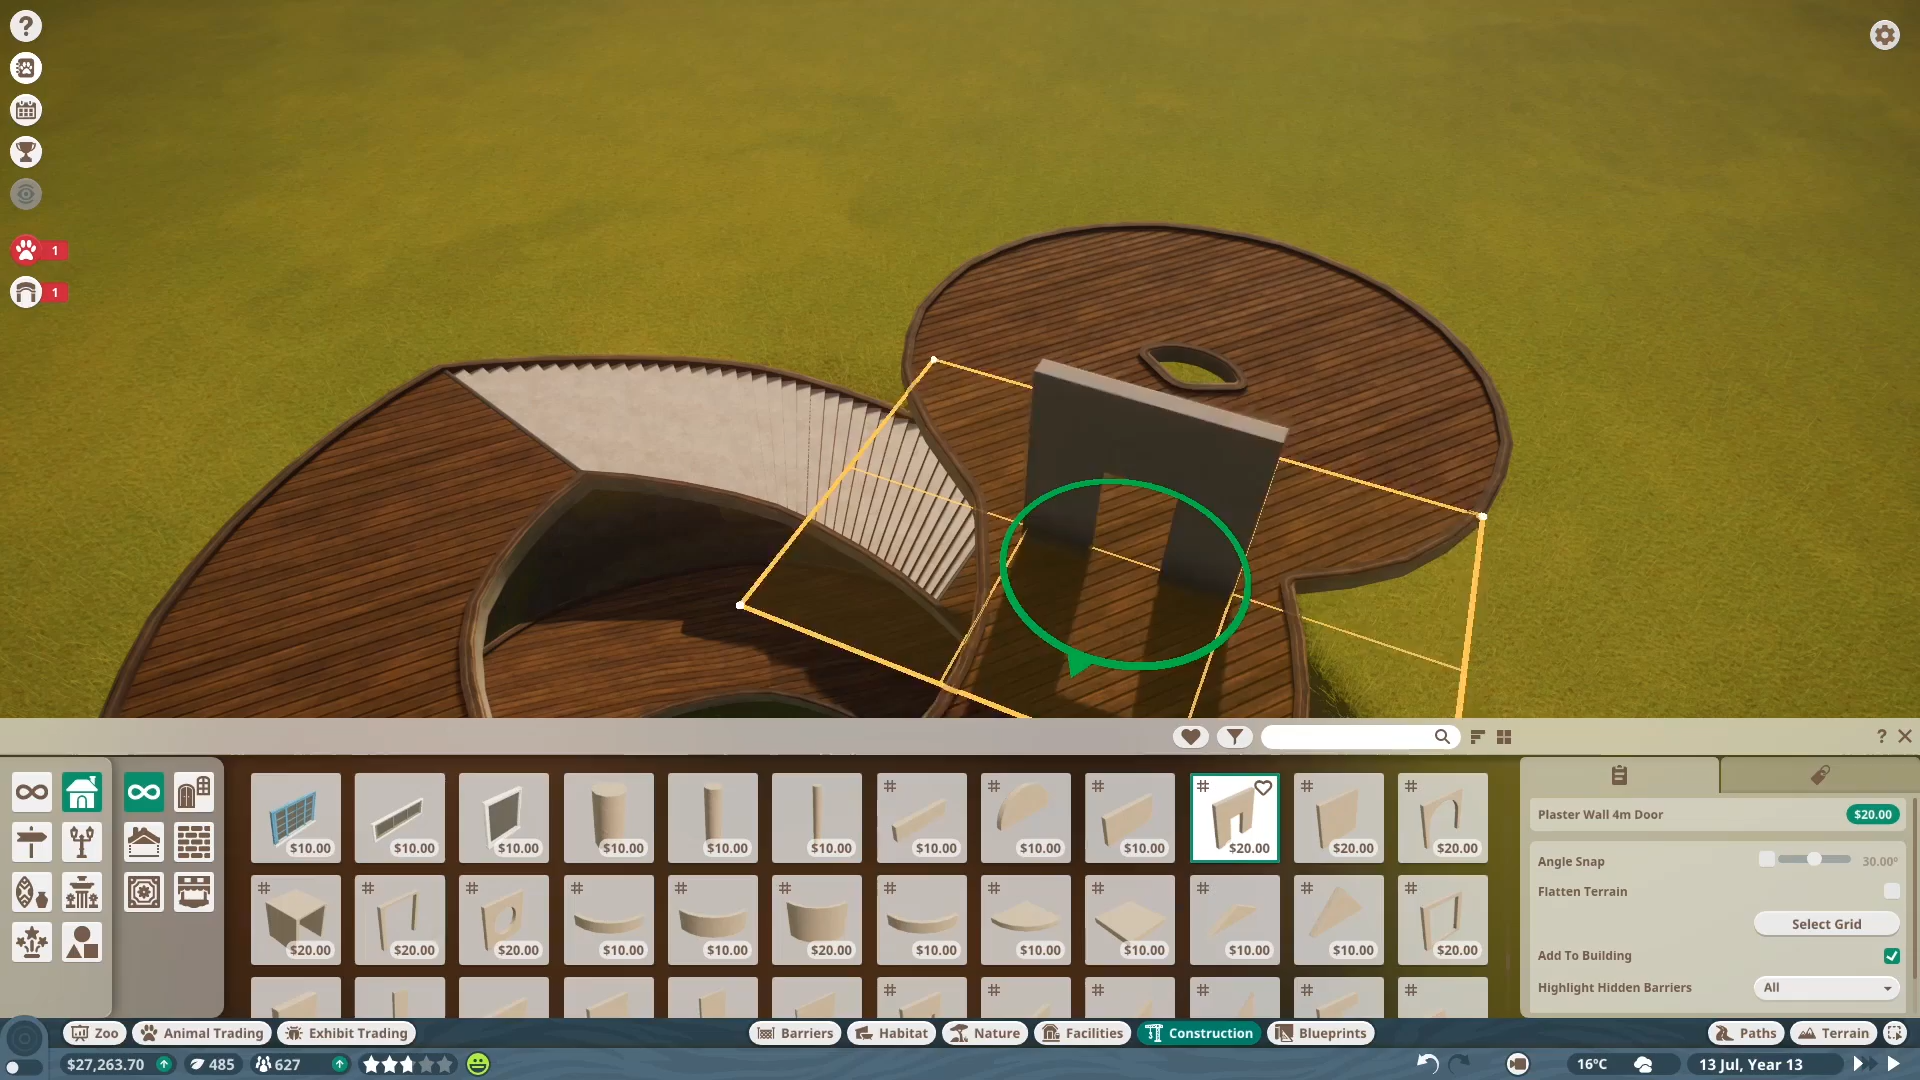 ?
1
1
?
$10.00 $10.00 $10.00 $10.00 $10.00 $10.00 $10.00 $10.00 $10.00 $20.00 $20.00 $20.00
$20.00 $20.00 $20.00 $10.00 $10.00 $20.00 $10.00 $10.00 $10.00 $10.00 $10.00 $20.00
Plaster Wall 4m Door $20.00
Angle Snap 30.00°
Flatten Terrain
Select Grid
Add To Building
Highlight Hidden Barriers All
Zoo Animal Trading Exhibit Trading Barriers Habitat Nature Facilities Construction Blueprints Paths Terrain
$27,263.70 485 627 16°C 13 Jul, Year 13